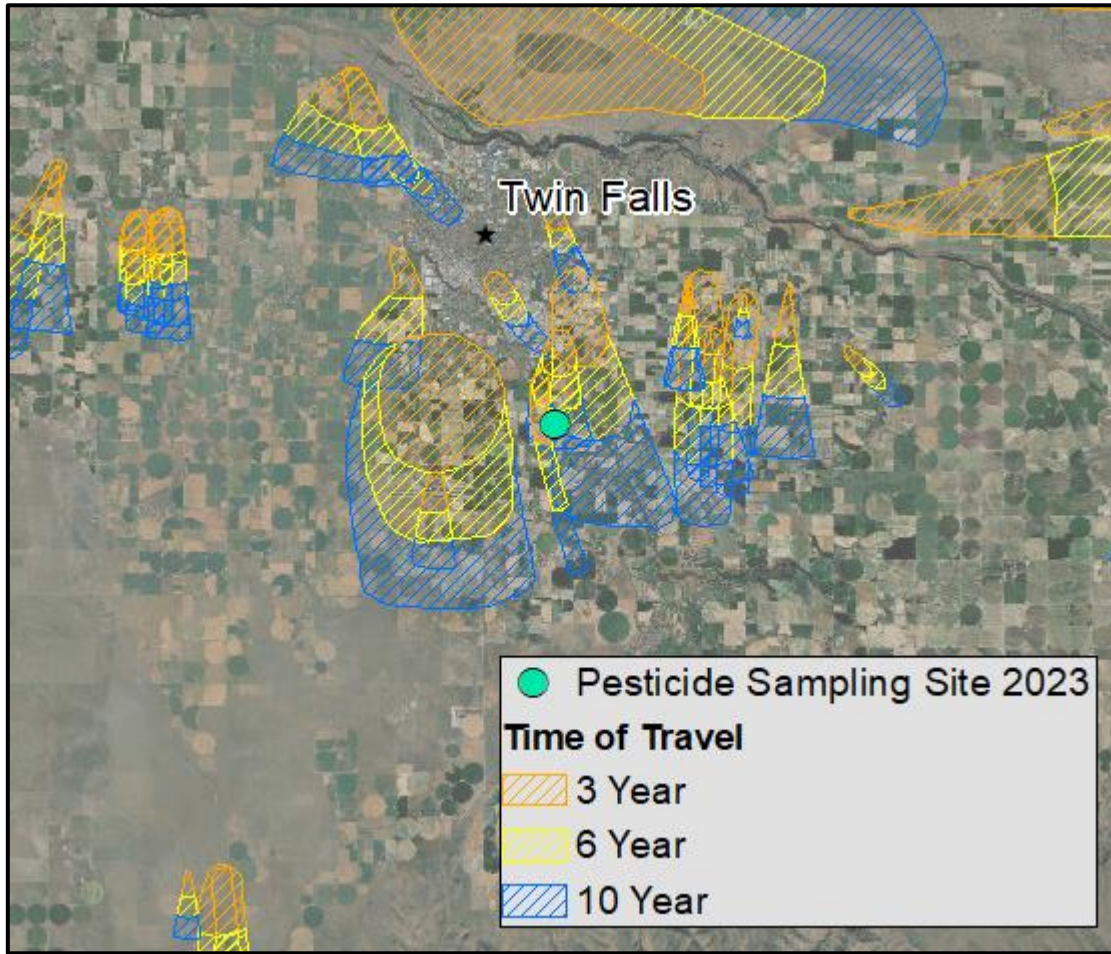 Twin Falls
Pesticide Sampling Site 2023
Time of Travel
3 Year
6 Year
10 Year